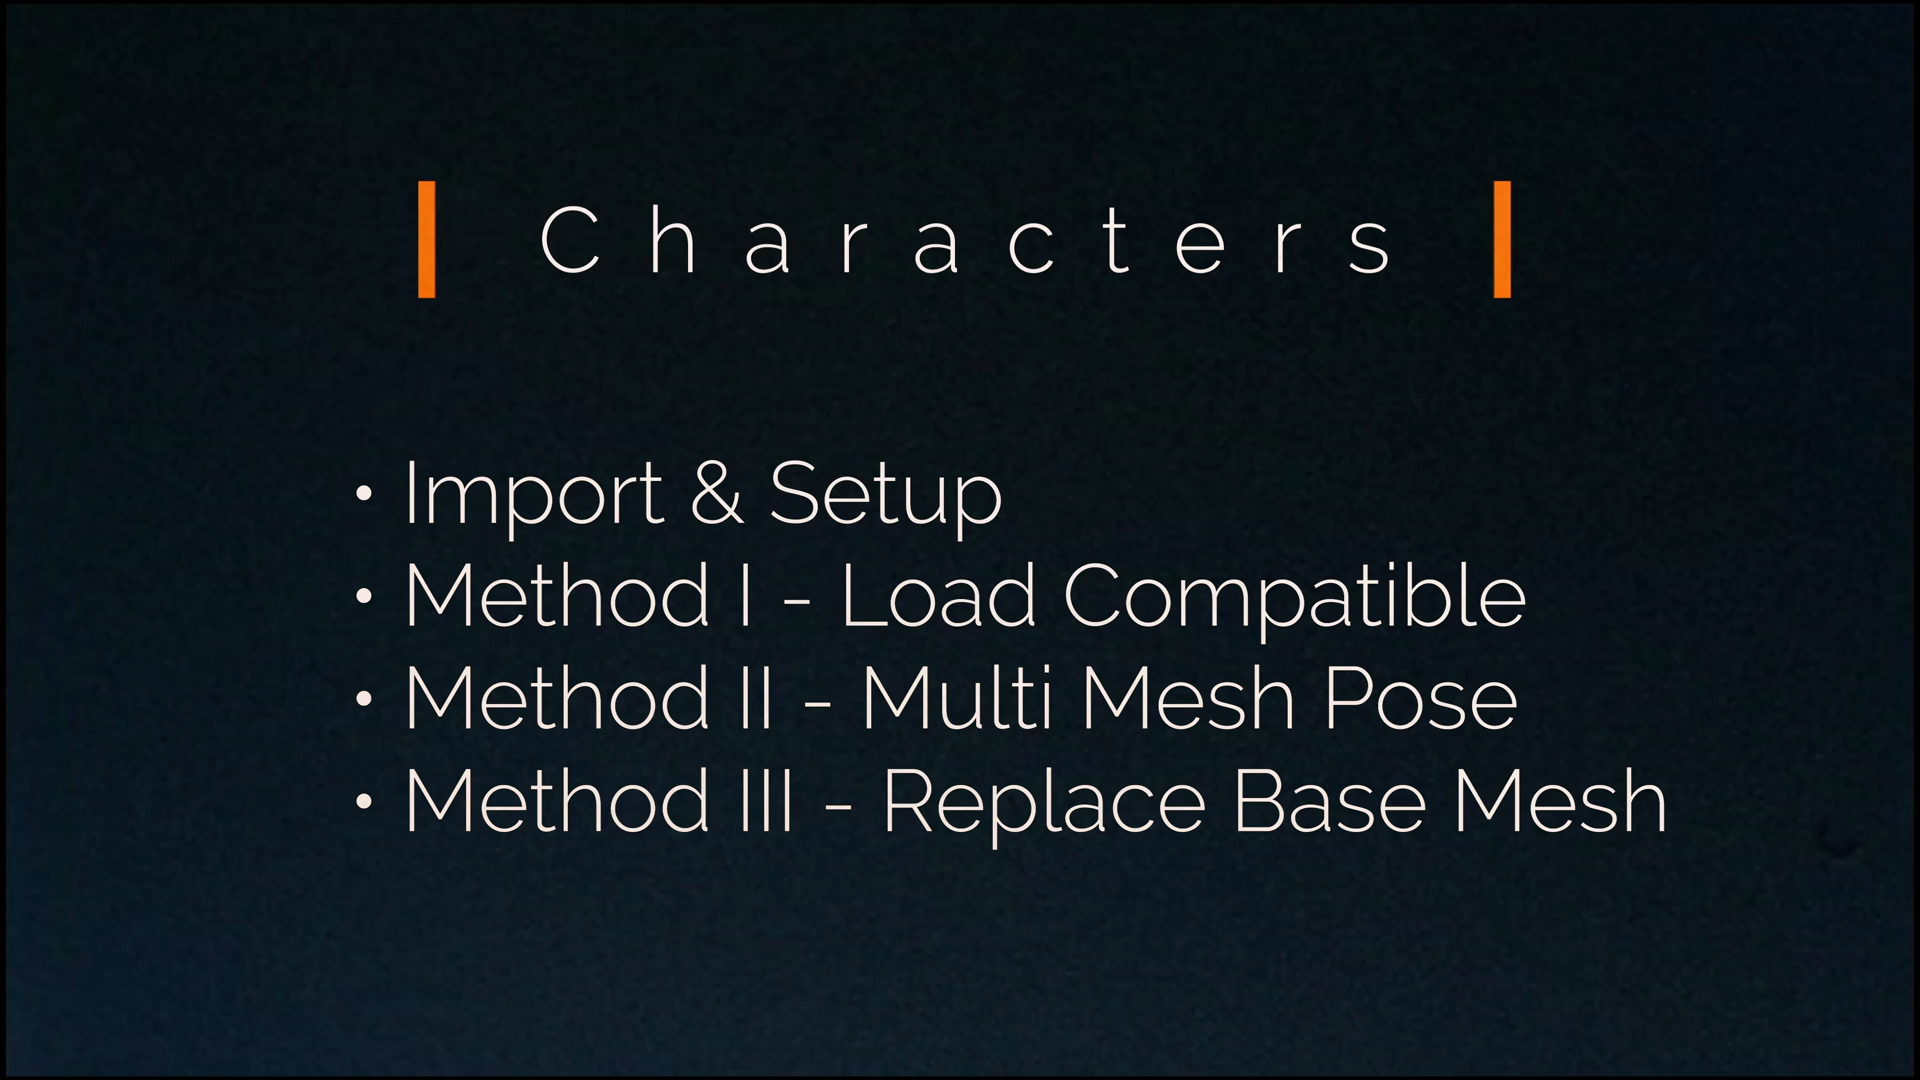 Characters
• Import & Setup
• Method I - Load Compatible
• Method II - Multi Mesh Pose
• Method III - Replace Base Mesh